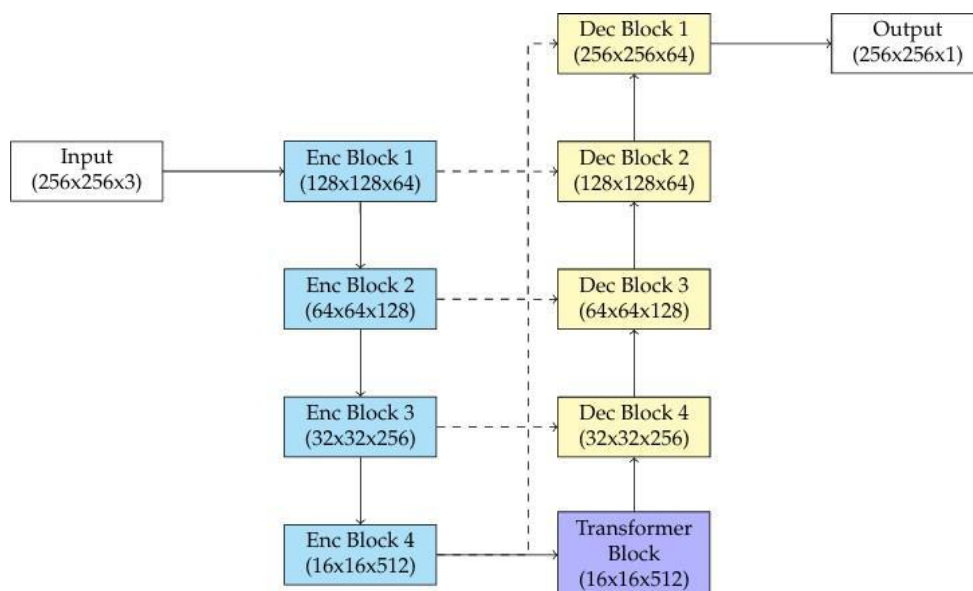 Dec Block 1
(256x256x64)
Output
(256x256x1)
Input
(256x256x3)
Enc Block 1
(128x128x64)
Dec Block 2
(128x128x64)
Enc Block 2
(64x64x128)
Dec Block 3
(64x64x128)
Enc Block 3
(32x32x256)
Dec Block 4
(32x32x256)
Enc Block 4
(16x16x512)
Transformer
Block
(16x16x512)